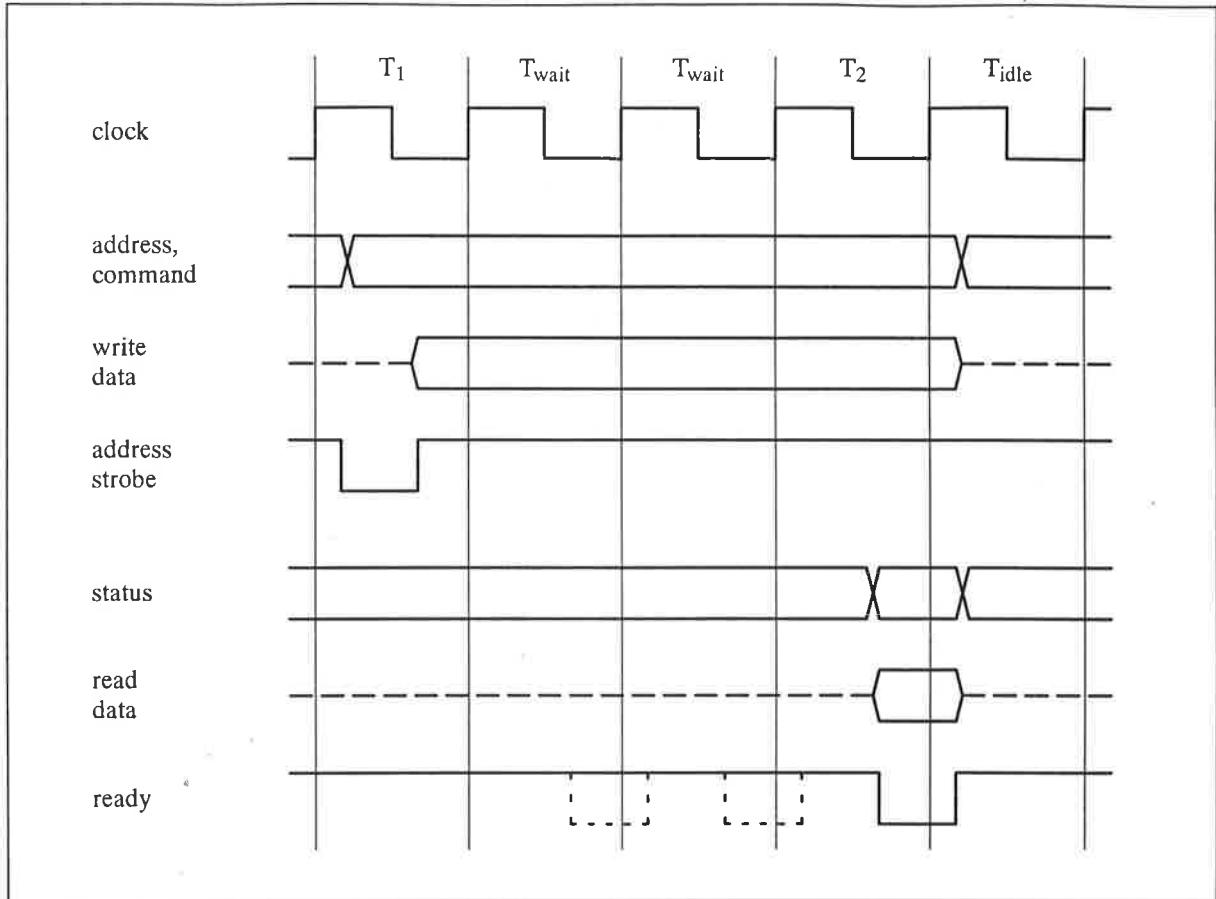 T1 Twait Twait T2 Tidle
clock
address,
command
write
data
address
strobe
status
read
data
ready